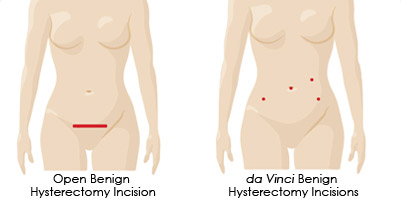 Open Benign
Hysterectomy Incision
da Vinci Benign
Hysterectomy Incisions